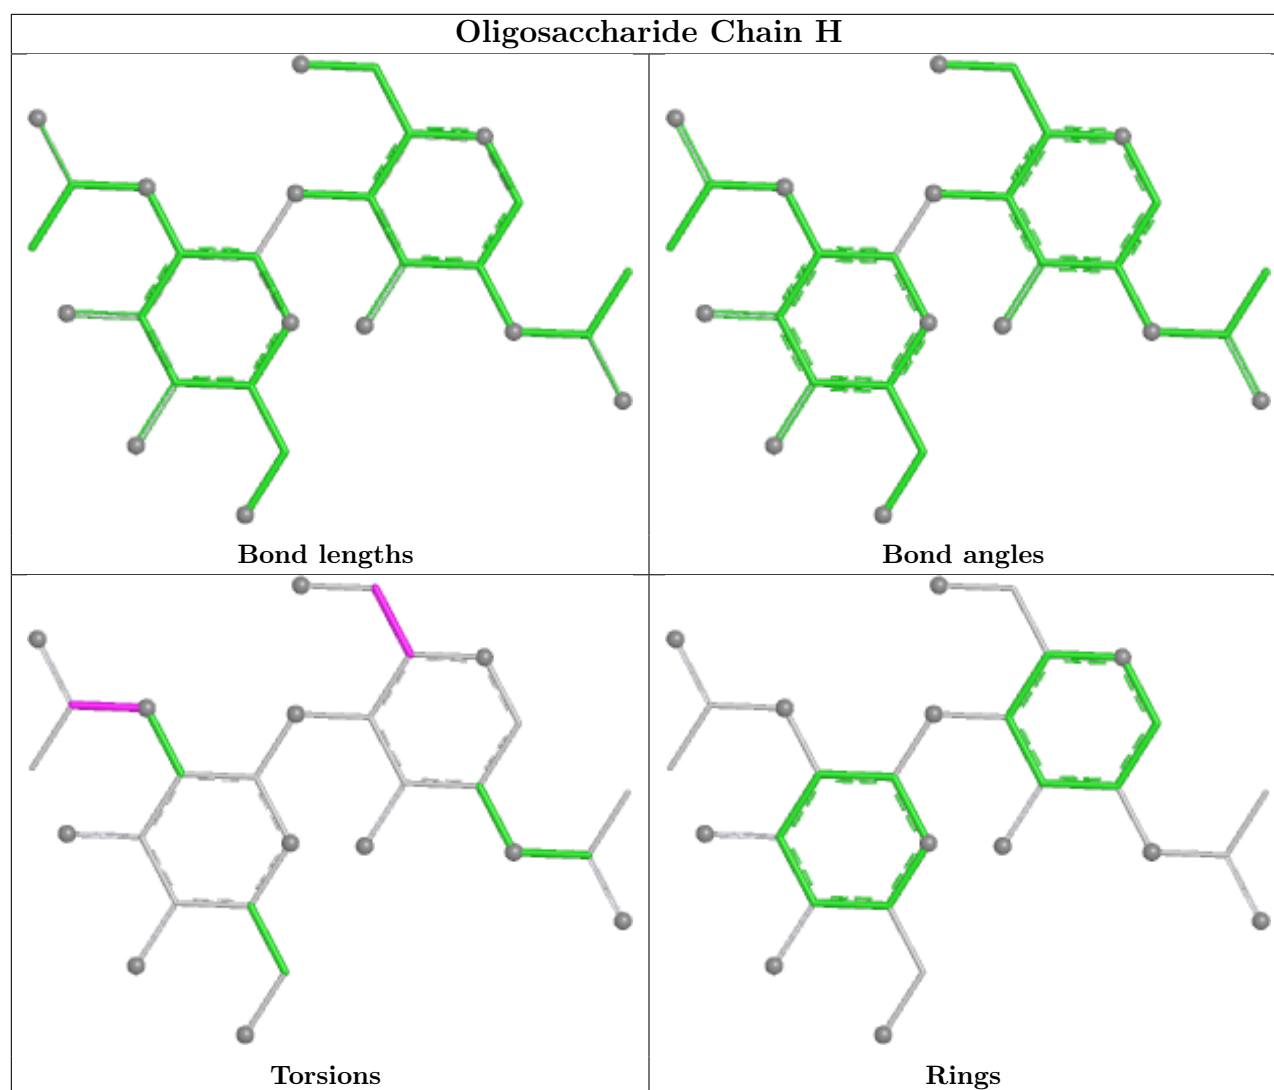 Oligosaccharide Chain H
Bond lengths
Bond angles
Torsions
Rings